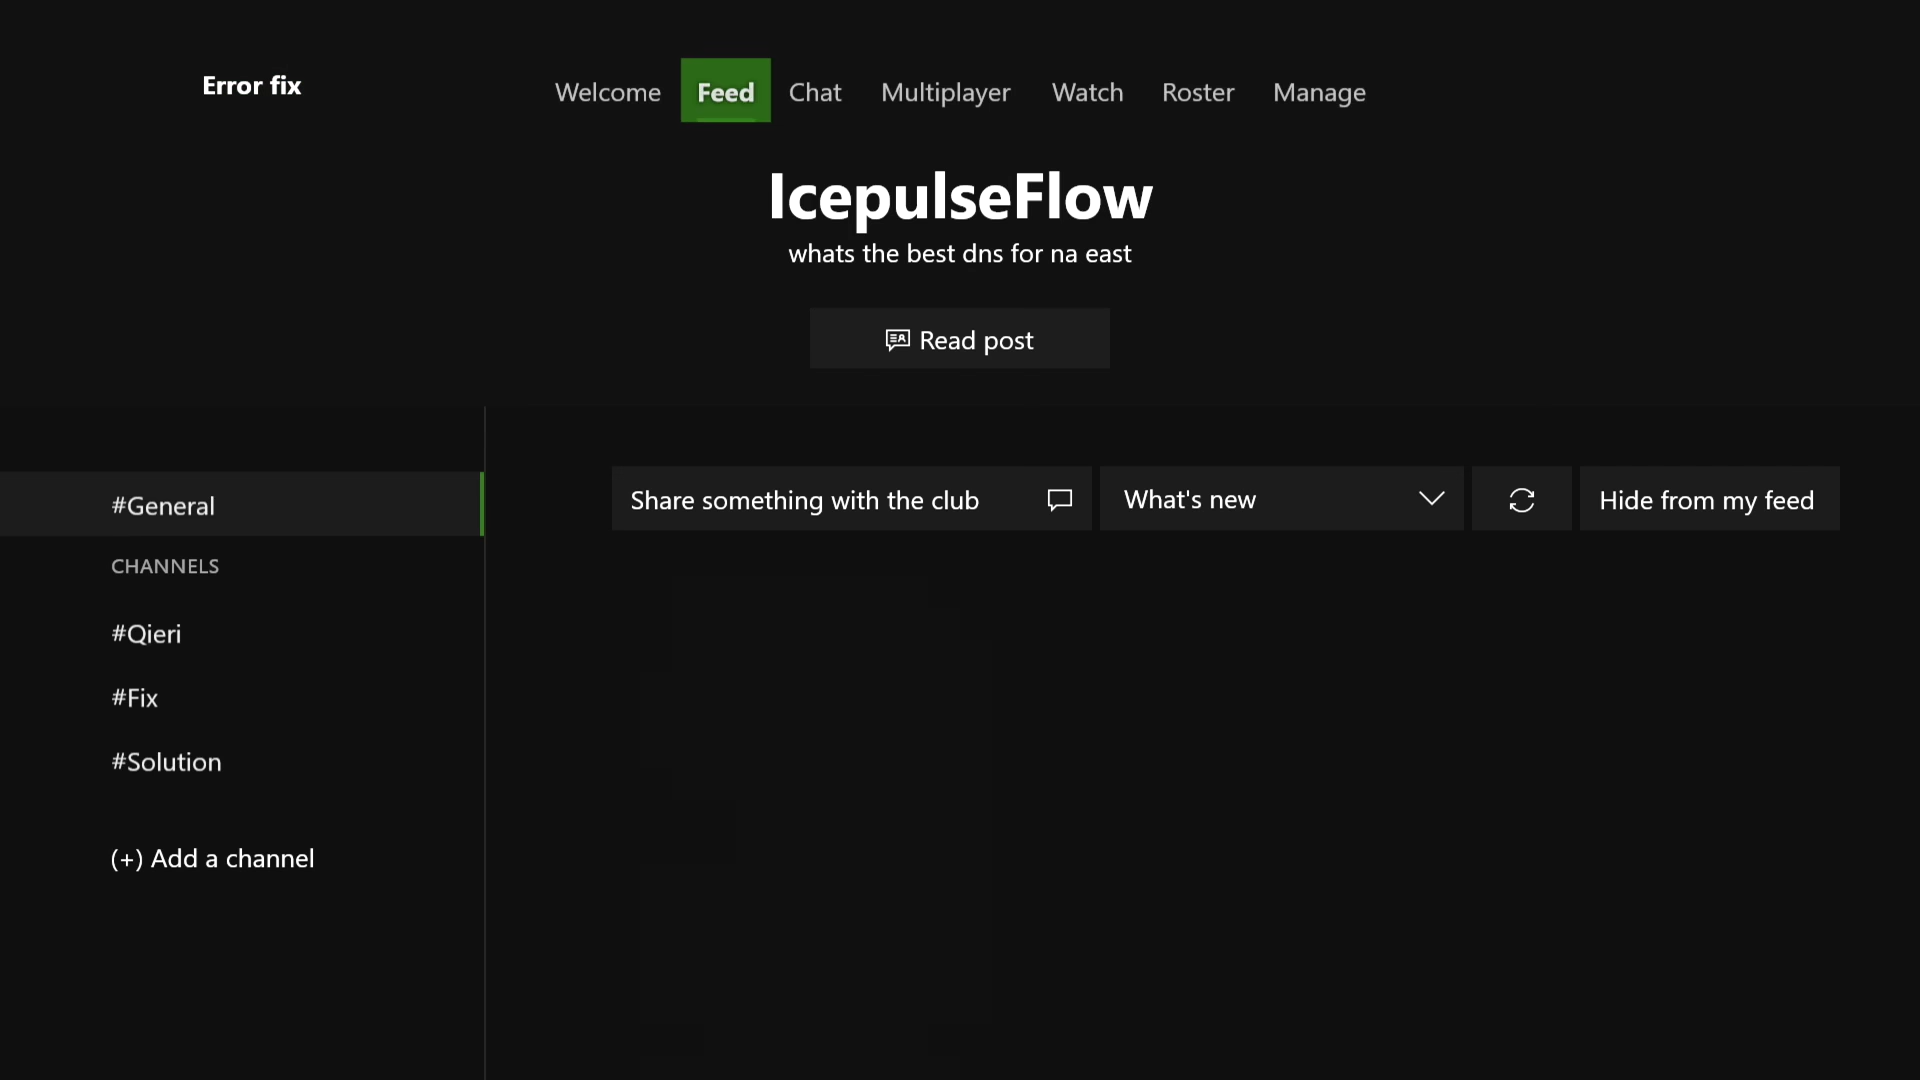 Error fix
Welcome Feed Chat Multiplayer Watch Roster Manage
IcepulseFlow
whats the best dns for na east
Read post
#General
CHANNELS
#Qieri
#Fix
#Solution
(+) Add a channel
Share something with the club
What's new
Hide from my feed